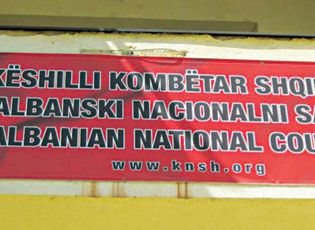 KËSHILLI KOMBËTAR SHQI
ALBANSKI NACIONALNI SA
ALBANIAN NATIONAL COU
www.knsh.org